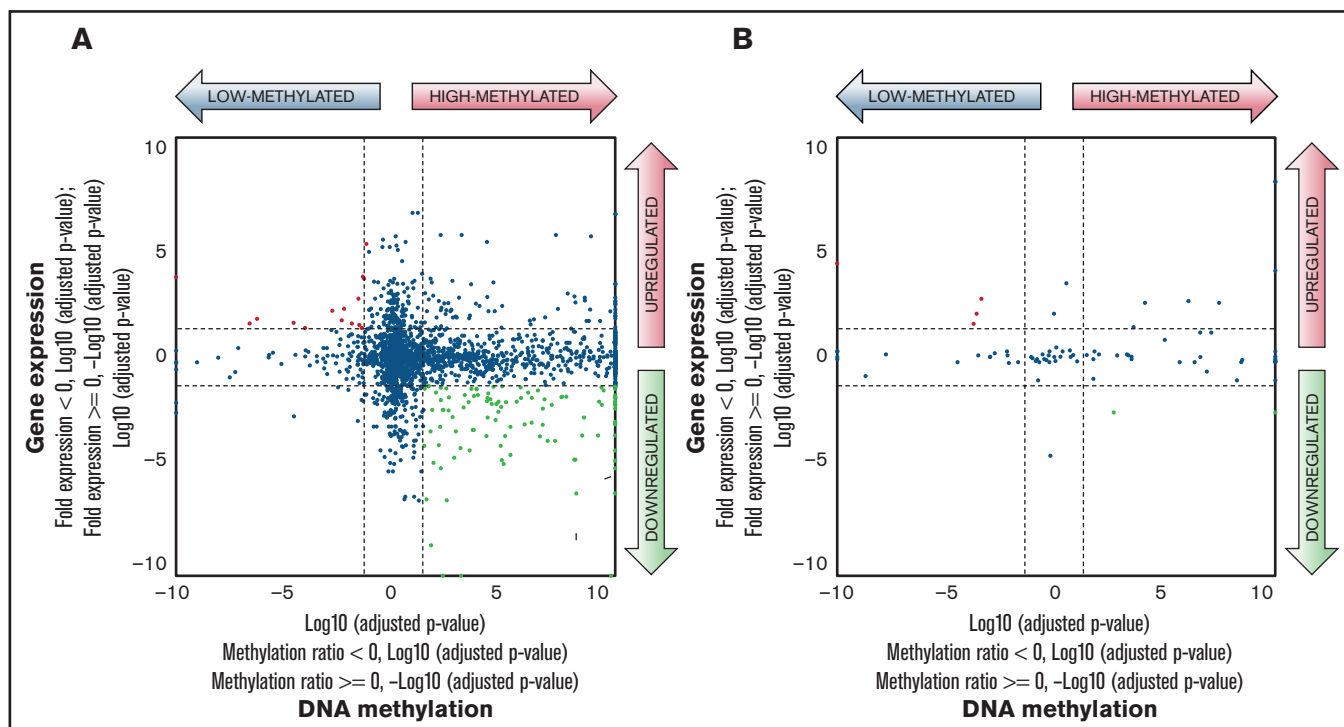 A
LOW-METHYLATED
HIGH-METHYLATED
Gene expression
Fold expression < 0, Log10 (adjusted p-value);
Fold expression >= 0, –Log10 (adjusted p-value)
Log10 (adjusted p-value)
10
5
0
–5
–10
UPREGULATED
DOWNREGULATED
–10
–5
0
5
10
Log10 (adjusted p-value)
Methylation ratio < 0, Log10 (adjusted p-value)
Methylation ratio >= 0, –Log10 (adjusted p-value)
DNA methylation
B
LOW-METHYLATED
HIGH-METHYLATED
Gene expression
Fold expression < 0, Log10 (adjusted p-value);
Fold expression >= 0, –Log10 (adjusted p-value)
Log10 (adjusted p-value)
10
5
0
–5
–10
UPREGULATED
DOWNREGULATED
–10
–5
0
5
10
Log10 (adjusted p-value)
Methylation ratio < 0, Log10 (adjusted p-value)
Methylation ratio >= 0, –Log10 (adjusted p-value)
DNA methylation